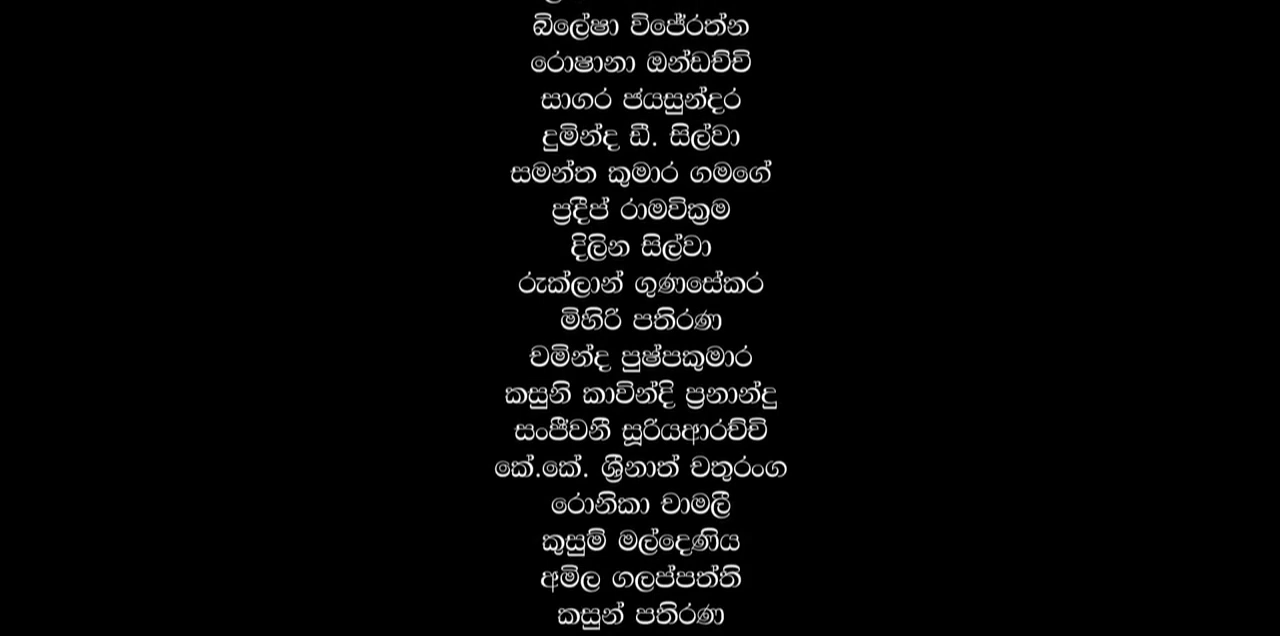 බිලේෂා විජේරත්න
රොෂානා ඔන්ඩච්චි
සාගර ජයසුන්දර
දුමින්ද ඩී. සිල්වා
සමන්ත කුමාර ගමගේ
ප්‍රදීප් රාමවික්‍රම
දිලින සිල්වා
රුක්ලාන් ගුණසේකර
මිහිරි පතිරණ
චමින්ද පුෂ්පකුමාර
කසුනි කාවින්දි ප්‍රනාන්දු
සංජීවනී සූරියආරච්චි
කේ.කේ. ශ්‍රීනාත් චතුරංග
රොනිකා චාමලී
කුසුම් මල්දෙණිය
අමිල ගලප්පත්ති
කසුන් පතිරණ